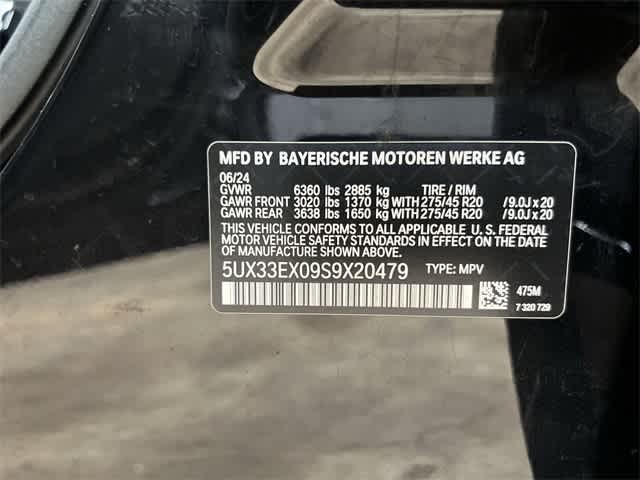 MFD BY BAYERISCHE MOTOREN WERKE AG
06/24
GVWR 6360 lbs 2885 kg TIRE / RIM
GAWR FRONT 3020 lbs 1370 kg WITH 275/45 R20 /9.0J x 20
GAWR REAR 3638 lbs 1650 kg WITH 275/45 R20 /9.0J x 20
THIS VEHICLE CONFORMS TO ALL APPLICABLE U. S. FEDERAL
MOTOR VEHICLE SAFETY STANDARDS IN EFFECT ON THE DATE OF
MANUFACTURE SHOWN ABOVE.
5UX33EX09S9X20479 TYPE: MPV
475M
7 320 729